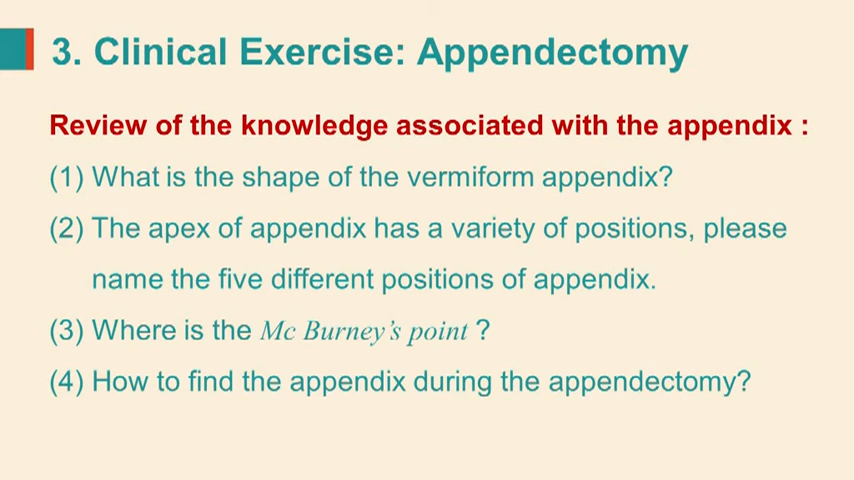 3. Clinical Exercise: Appendectomy
Review of the knowledge associated with the appendix :
(1) What is the shape of the vermiform appendix?
(2) The apex of appendix has a variety of positions, please
name the five different positions of appendix.
(3) Where is the Mc Burney's point ?
(4) How to find the appendix during the appendectomy?